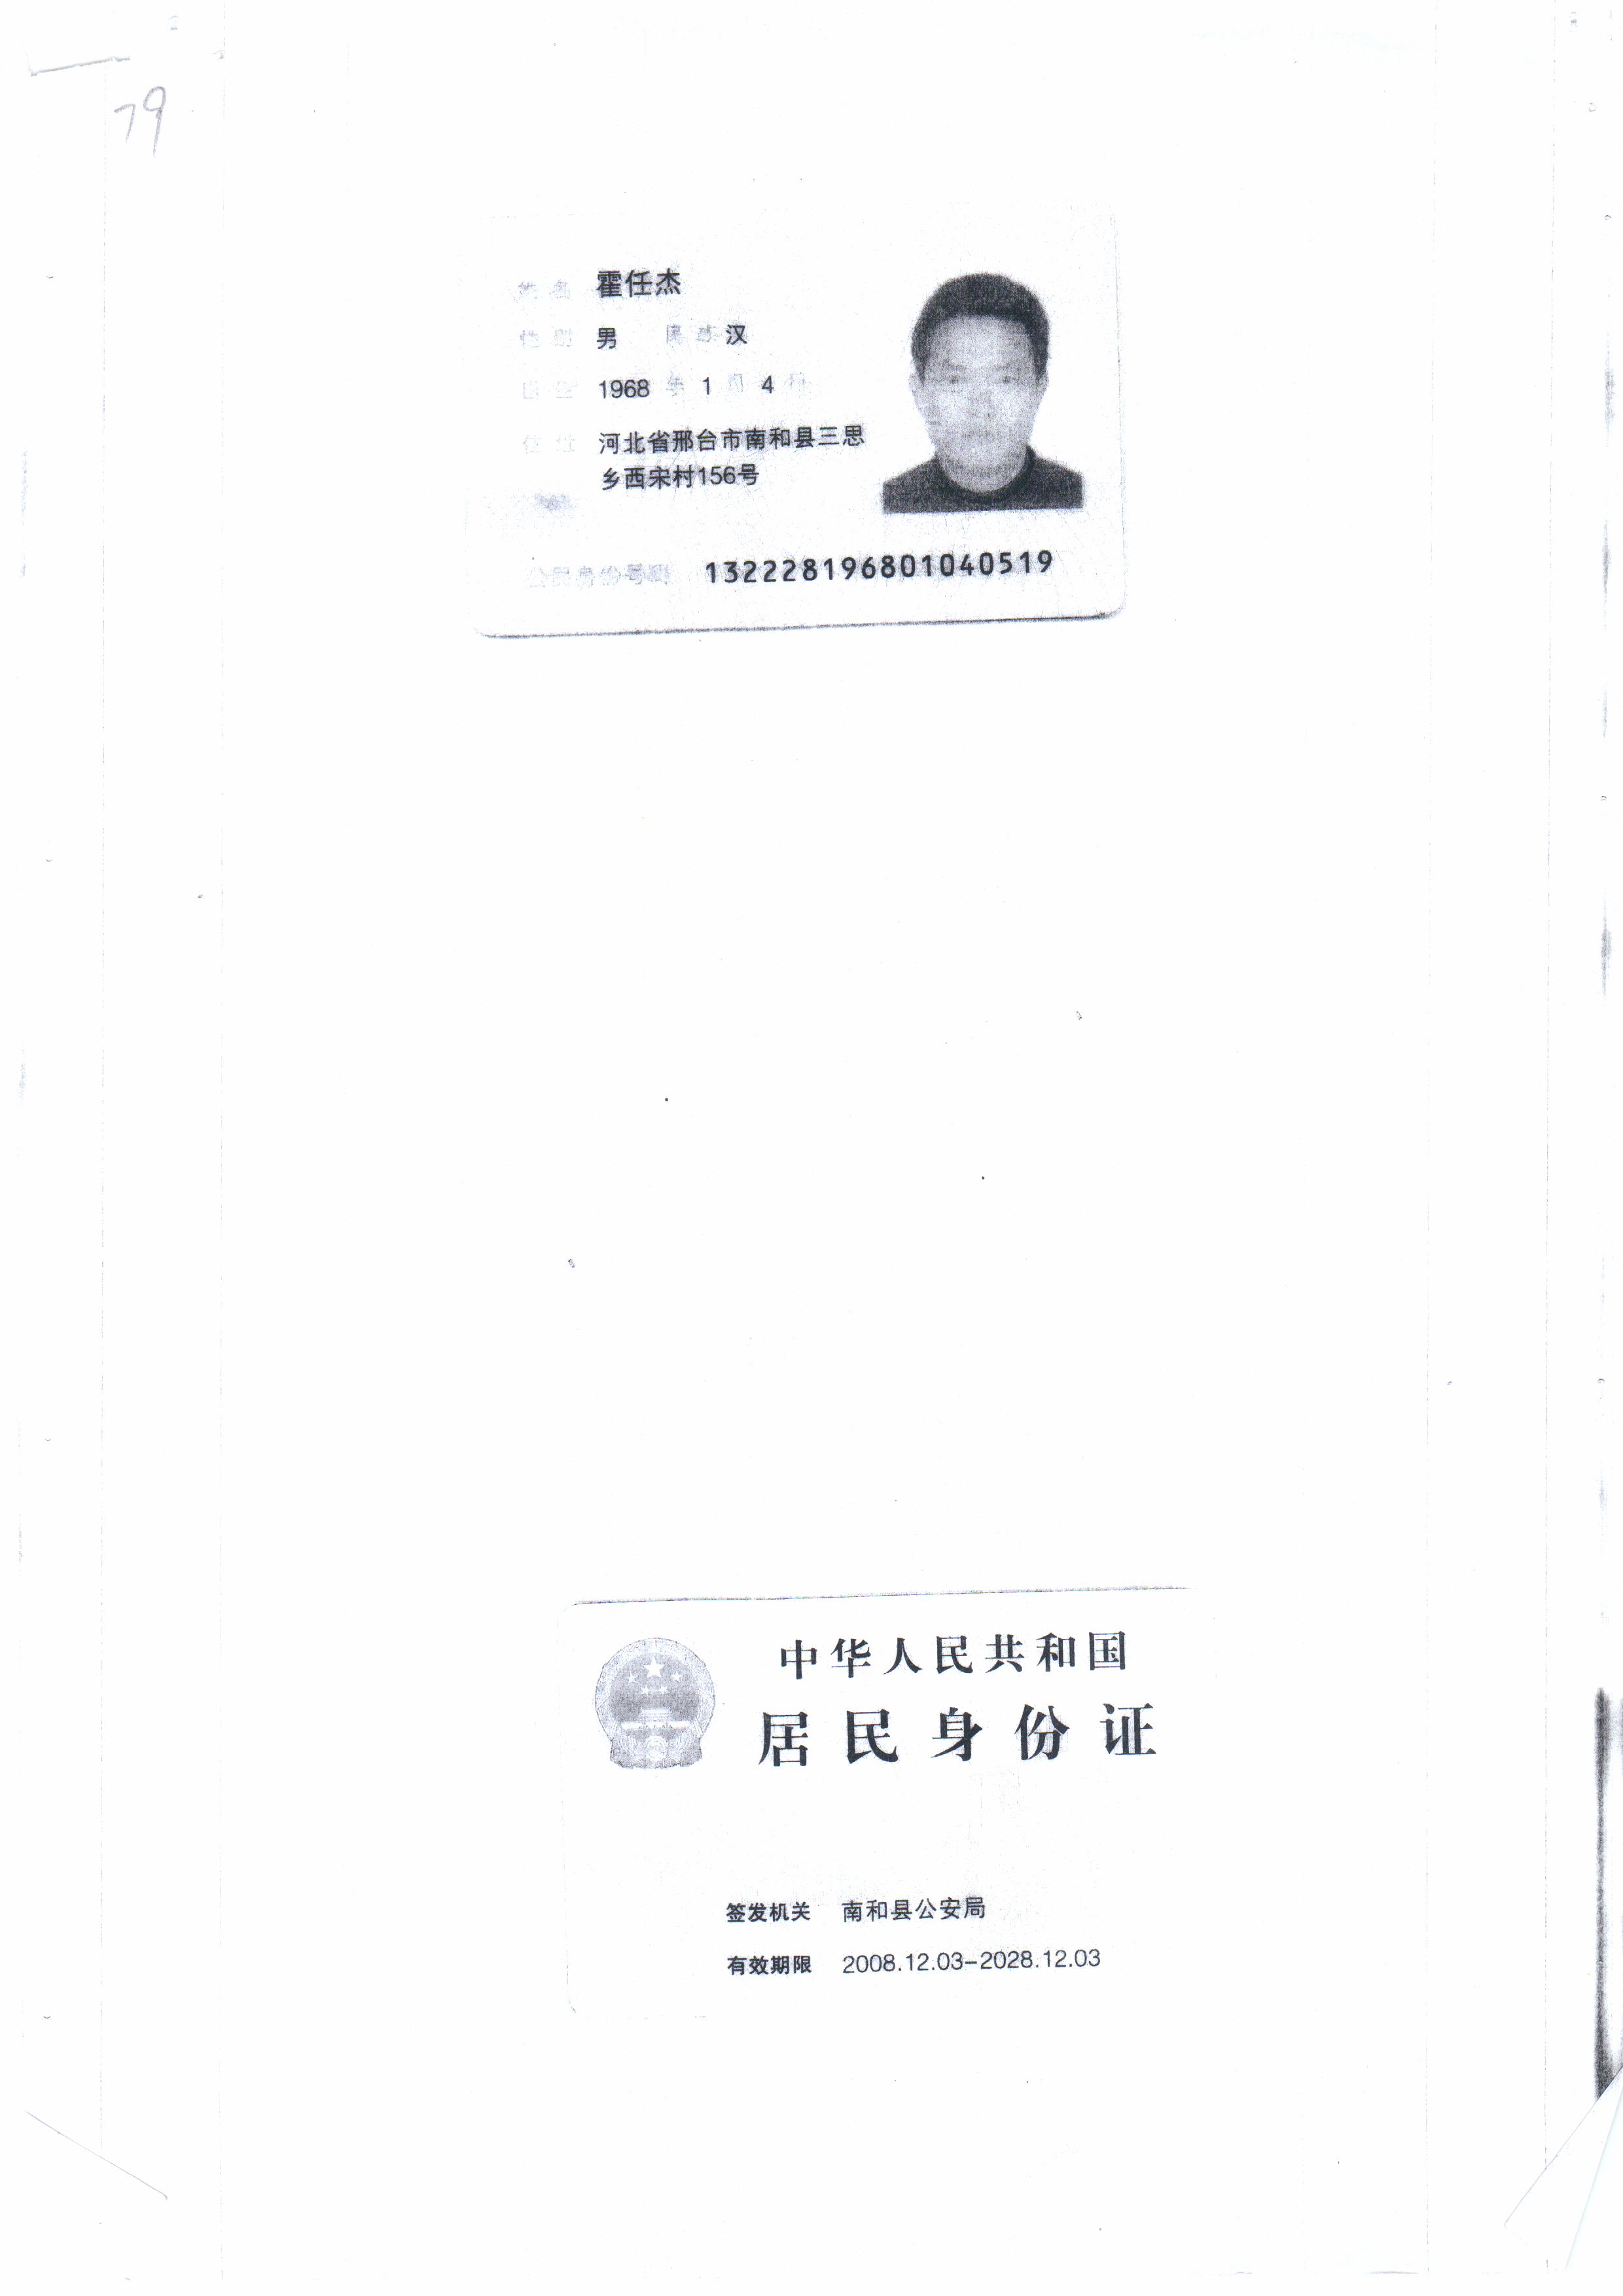 79
姓名 霍任杰
性别 男 民族 汉
出生 1968 年 1 月 4 日
住址 河北省邢台市南和县三思
乡西宋村156号
公民身份号码 132228196801040519
中华人民共和国
居民身份证
签发机关 南和县公安局
有效期限 2008.12.03-2028.12.03